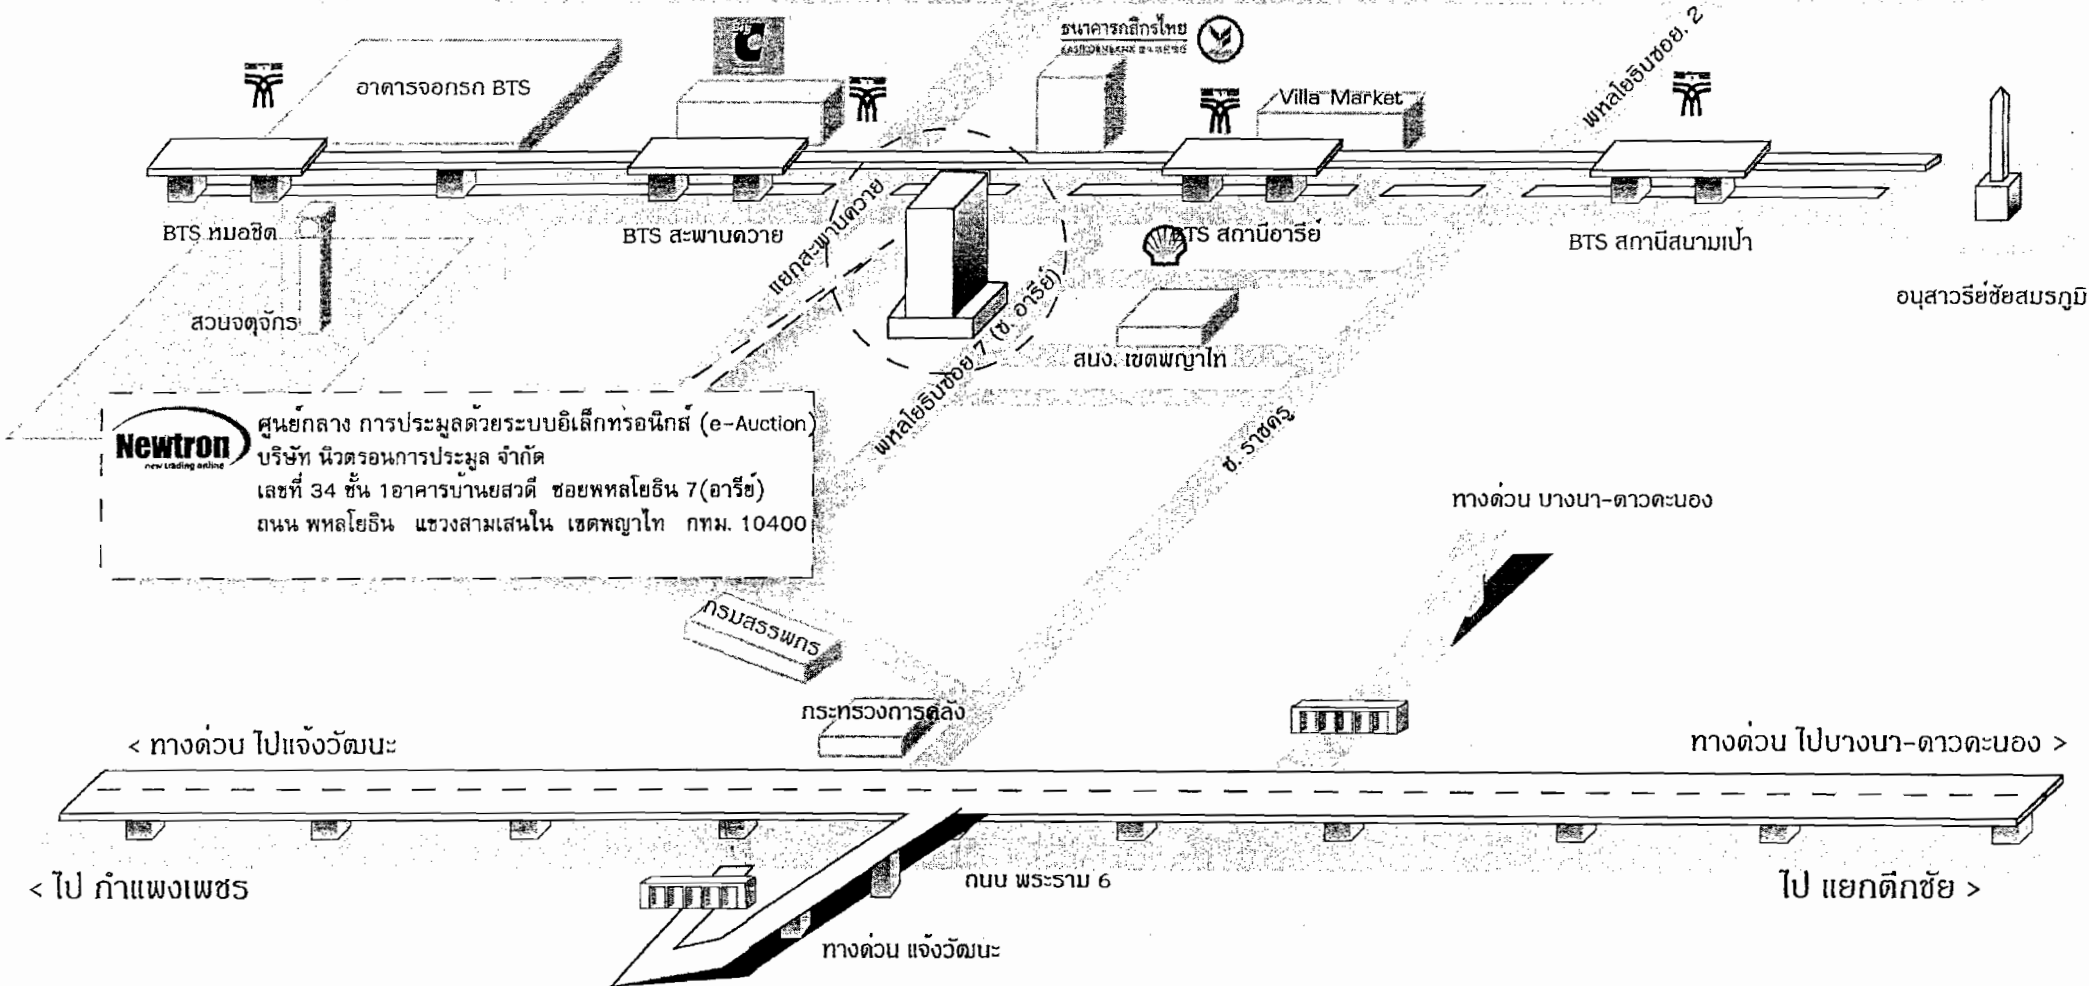 ธนาคารกสิกรไทย
พหลโยธินซอย. 2
อาคารจอกรถ BTS
Villa Market
BTS หมอชิต
BTS สะพานควาย
แยกสะพานควาย
BTS สถานีอารีย์
BTS สถานีสนามเป้า
อนุสาวรีย์ชัยสมรภูมิ
สวนจตุจักร
สนง. เขตพญาไท
พหลโยธินซอย 7 (ซ. อารีย์)
ซ. ราชครู
Newtron
new trading online
ศูนย์กลาง การประมูลด้วยระบบอิเล็กทรอนิกส์ (e-Auction)
บริษัท นิวตรอนการประมูล จำกัด
เลขที่ 34 ชั้น 1อาคารบ้านยสวดี ซอยพหลโยธิน 7(อารีย์)
ถนน พหลโยธิน แขวงสามเสนใน เขตพญาไท กทม. 10400
ทางด่วน บางนา-ดาวคะนอง
กรมสรรพกร
กระทรวงการคลัง
< ทางด่วน ไปแจ้งวัฒนะ
ทางด่วน ไปบางนา-ดาวคะนอง >
< ไป กำแพงเพชร
ถนน พระราม 6
ไป แยกตึกชัย >
ทางด่วน แจ้งวัฒนะ